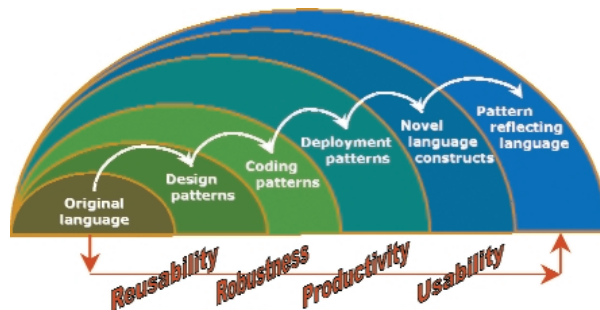 Original
language
Design
patterns
Coding
patterns
Deployment
patterns
Novel
language
constructs
Pattern
reflecting
language
Reusability
Robustness
Productivity
Usability